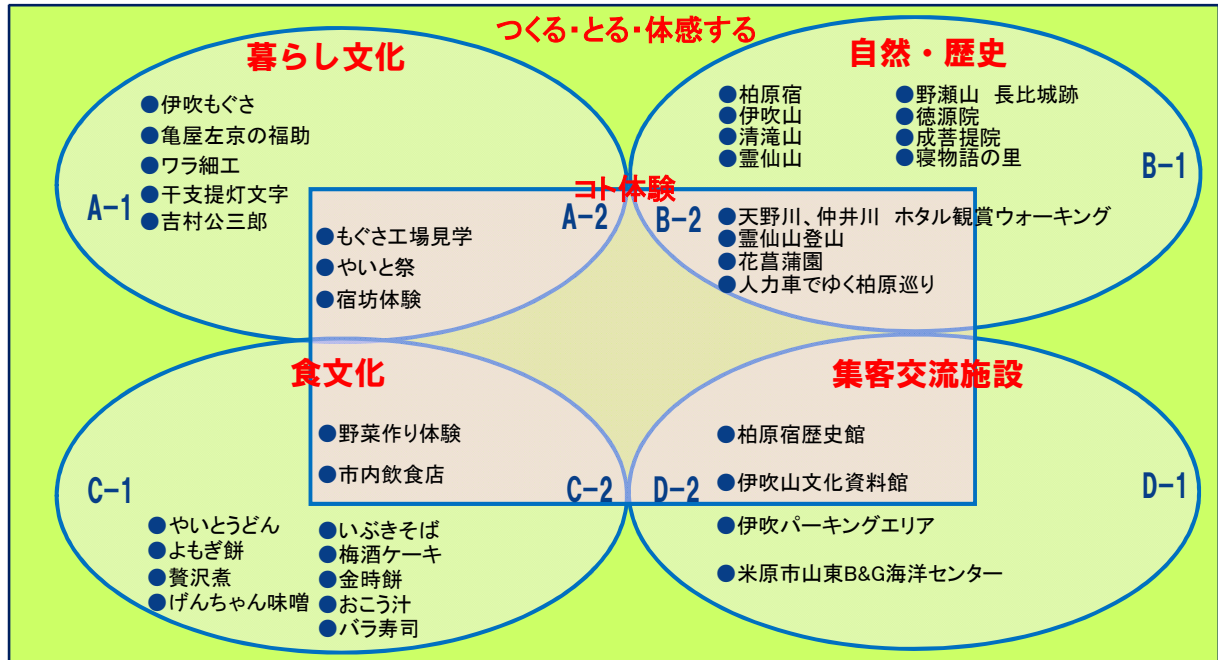 つくる・とる・体感する
暮らし文化
●伊吹もぐさ
●亀屋左京の福助
●ワラ細工
●干支提灯文字
●吉村公三郎
A-1
自然・歴史
●柏原宿
●伊吹山
●清滝山
●霊仙山
●野瀬山 長比城跡
●徳源院
●成菩提院
●寝物語の里
B-1
コト体験
A-2
●もぐさ工場見学
●やいと祭
●宿坊体験
B-2
●天野川、仲井川 ホタル観賞ウォーキング
●霊仙山登山
●花菖蒲園
●人力車でゆく柏原巡り
食文化
●野菜作り体験
●市内飲食店
C-1
C-2
●やいとうどん
●よもぎ餅
●贅沢煮
●げんちゃん味噌
●いぶきそば
●梅酒ケーキ
●金時餅
●おこう汁
●バラ寿司
集客交流施設
●柏原宿歴史館
●伊吹山文化資料館
D-2
D-1
●伊吹パーキングエリア
●米原市山東B&G海洋センター